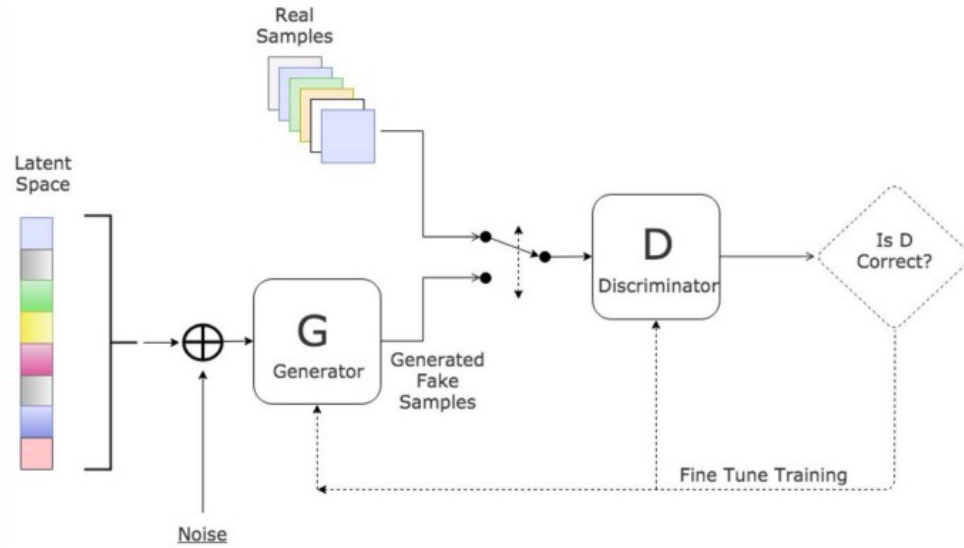 Real
Samples
Latent
Space
D
Discriminator
Is D
Correct?
G
Generator
Generated
Fake
Samples
Fine Tune Training
Noise